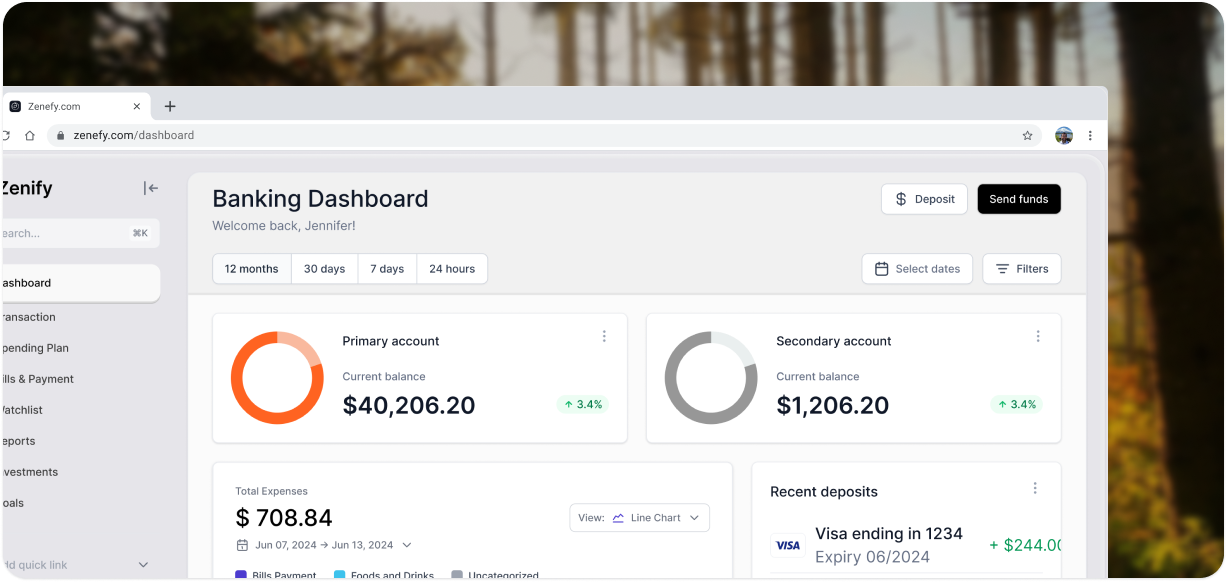 Zenefy.com
zenefy.com/dashboard
Zenify
earch...
⌘K
ashboard
ransaction
pending Plan
ills & Payment
atchlist
eports
nvestments
oals
dd quick link
Banking Dashboard
Welcome back, Jennifer!
Deposit
Send funds
12 months
30 days
7 days
24 hours
Select dates
Filters
Primary account
Current balance
$40,206.20
3.4%
Secondary account
Current balance
$1,206.20
3.4%
Total Expenses
$ 708.84
Jun 07, 2024 → Jun 13, 2024
View: Line Chart
Bills Payment
Foods and Drinks
Uncategorized
Recent deposits
VISA
Visa ending in 1234
Expiry 06/2024
+ $244.00